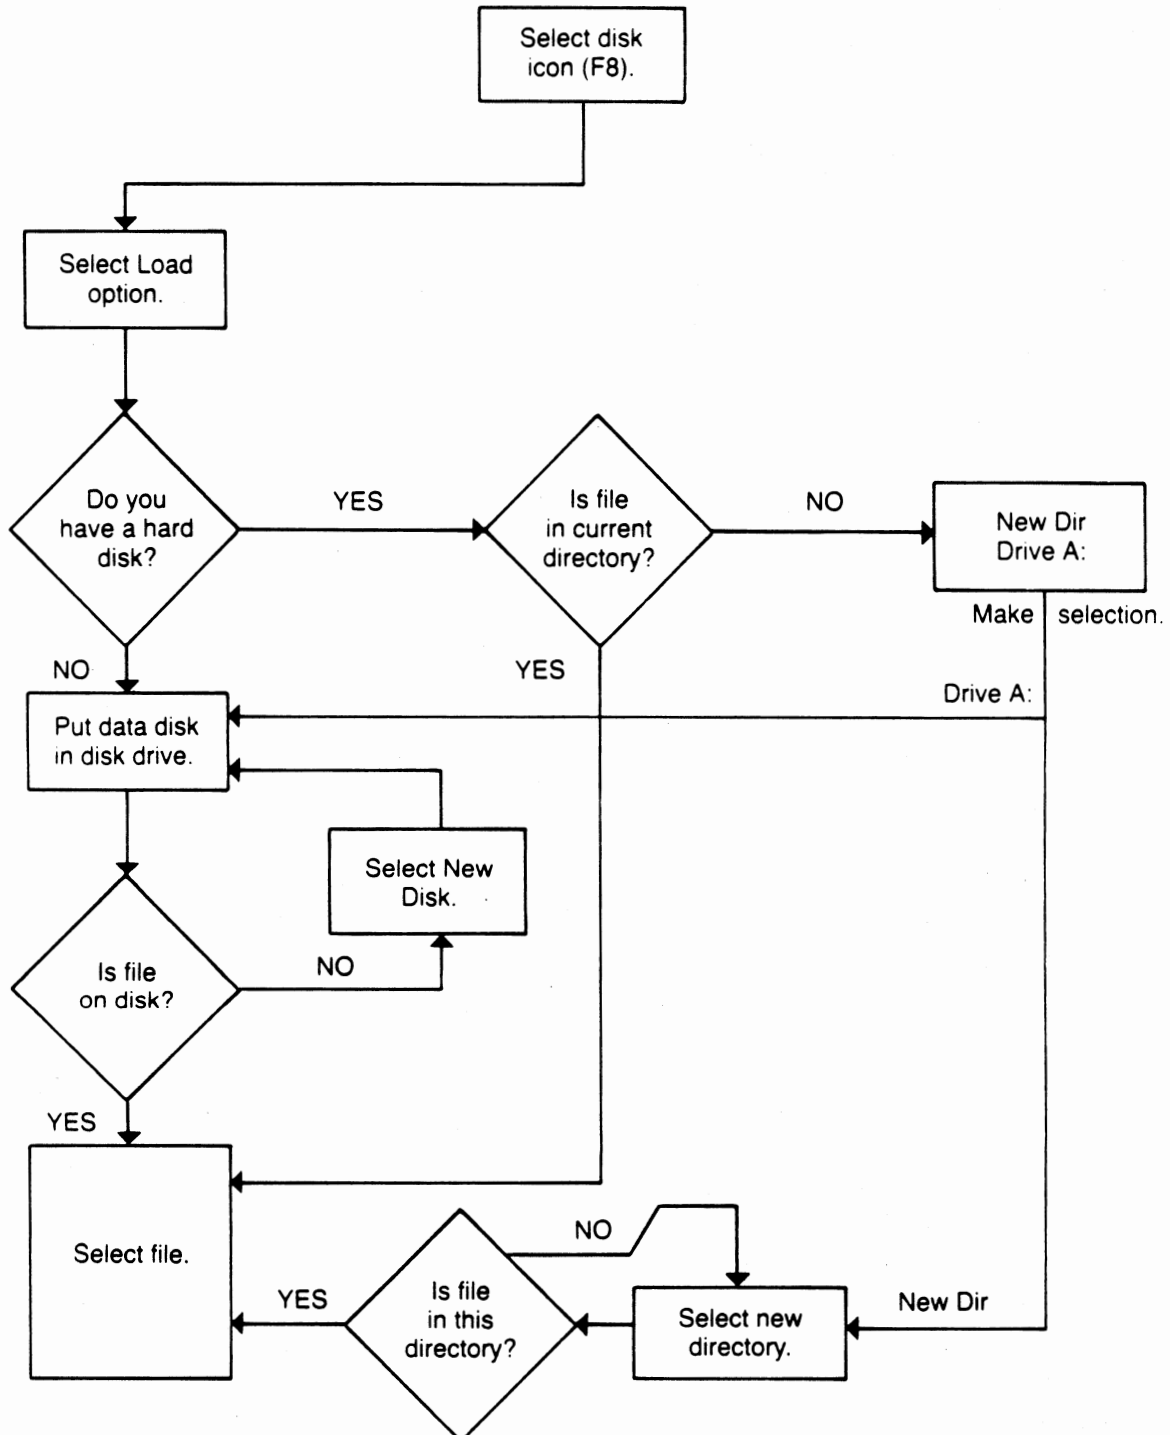 Select disk
icon (F8).
Select Load
option.
Do you
have a hard
disk?
YES
Is file
in current
directory?
NO
New Dir
Drive A:
Make selection.
NO
YES
Drive A:
Put data disk
in disk drive.
Select New
Disk.
Is file
on disk?
NO
YES
Select file.
NO
YES
Is file
in this
directory?
Select new
directory.
New Dir